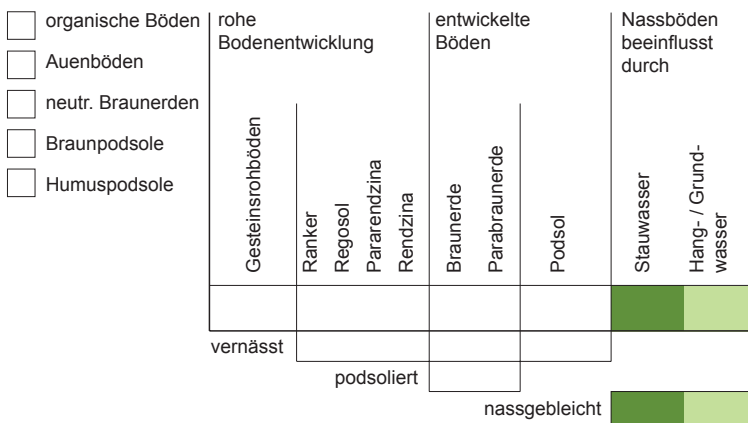 organische Böden
Auenböden
neutr. Braunerden
Braunpodsole
Humuspodsole
rohe
Bodenentwicklung
entwickelte
Böden
Nassböden
beeinflusst
durch
Gesteinsrohböden
Ranker
Regosol
Pararendzina
Rendzina
Braunerde
Parabraunerde
Podsol
Stauwasser
Hang- / Grund-
wasser
vernässt
podsoliert
nassgebleicht